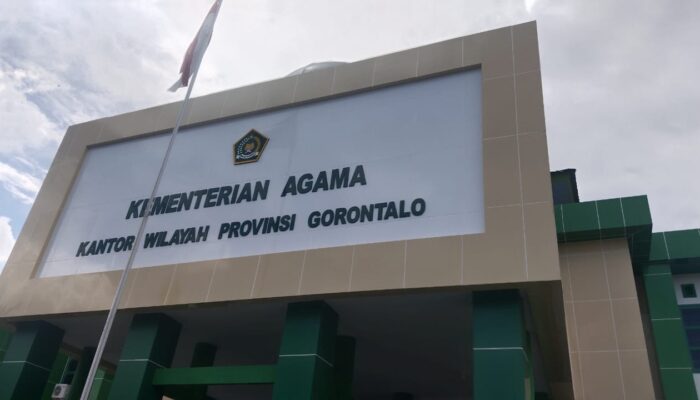 KEMENTERIAN AGAMA
KANTOR WILAYAH PROVINSI GORONTALO